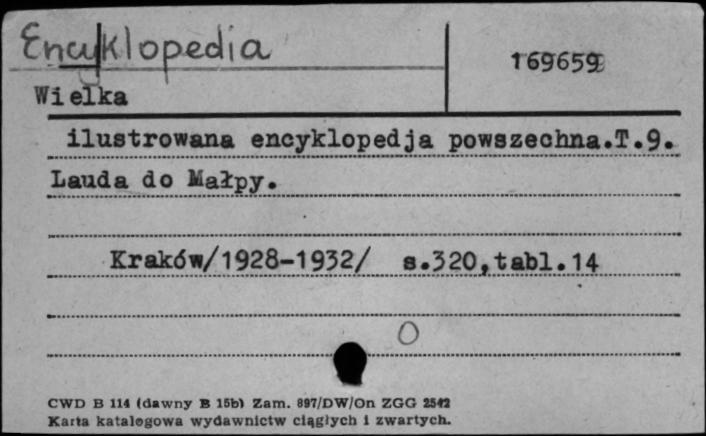 Encyklopedia
169659
Wielka
ilustrowana encyklopedja powszechna.T.9.
Lauda do Małpy.
Kraków/1928-1932/ s.320,tabl.14
O
CWD B 114 (dawny B 15b) Zam. 897/DW/On ZGG 2542
Karta katalogowa wydawnictw ciągłych i zwartych.